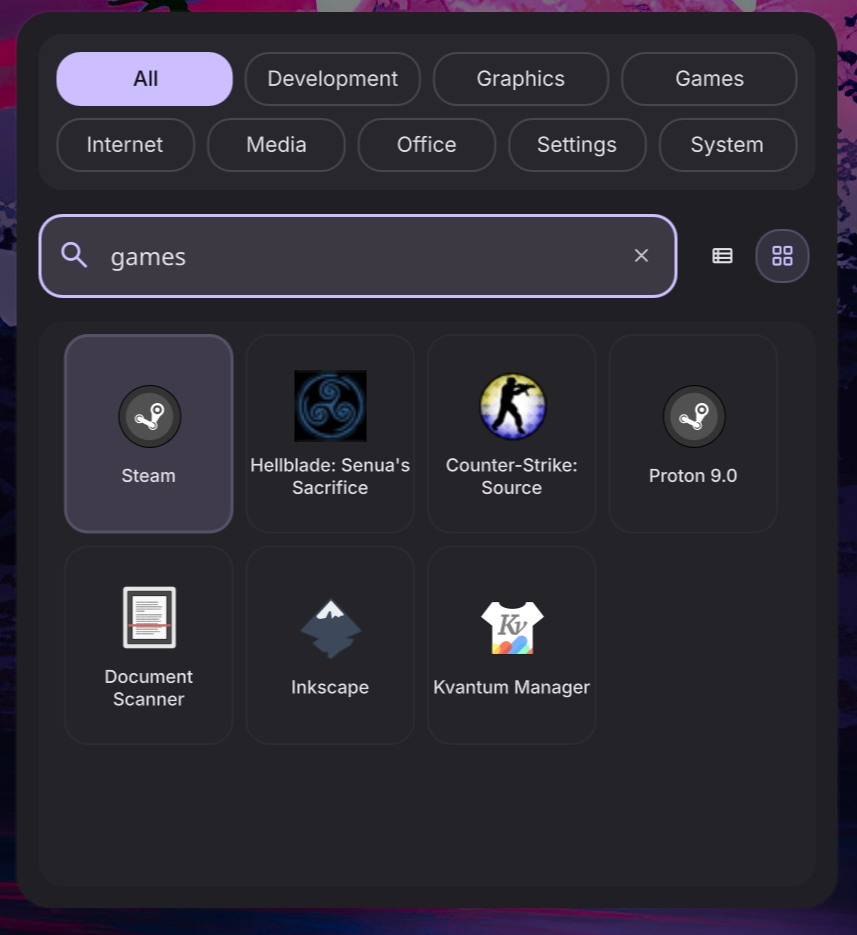 All
Development
Graphics
Games
Internet
Media
Office
Settings
System
games
Steam
Hellblade: Senua's
Sacrifice
Counter-Strike:
Source
Proton 9.0
Document
Scanner
Inkscape
Kv
Kvantum Manager